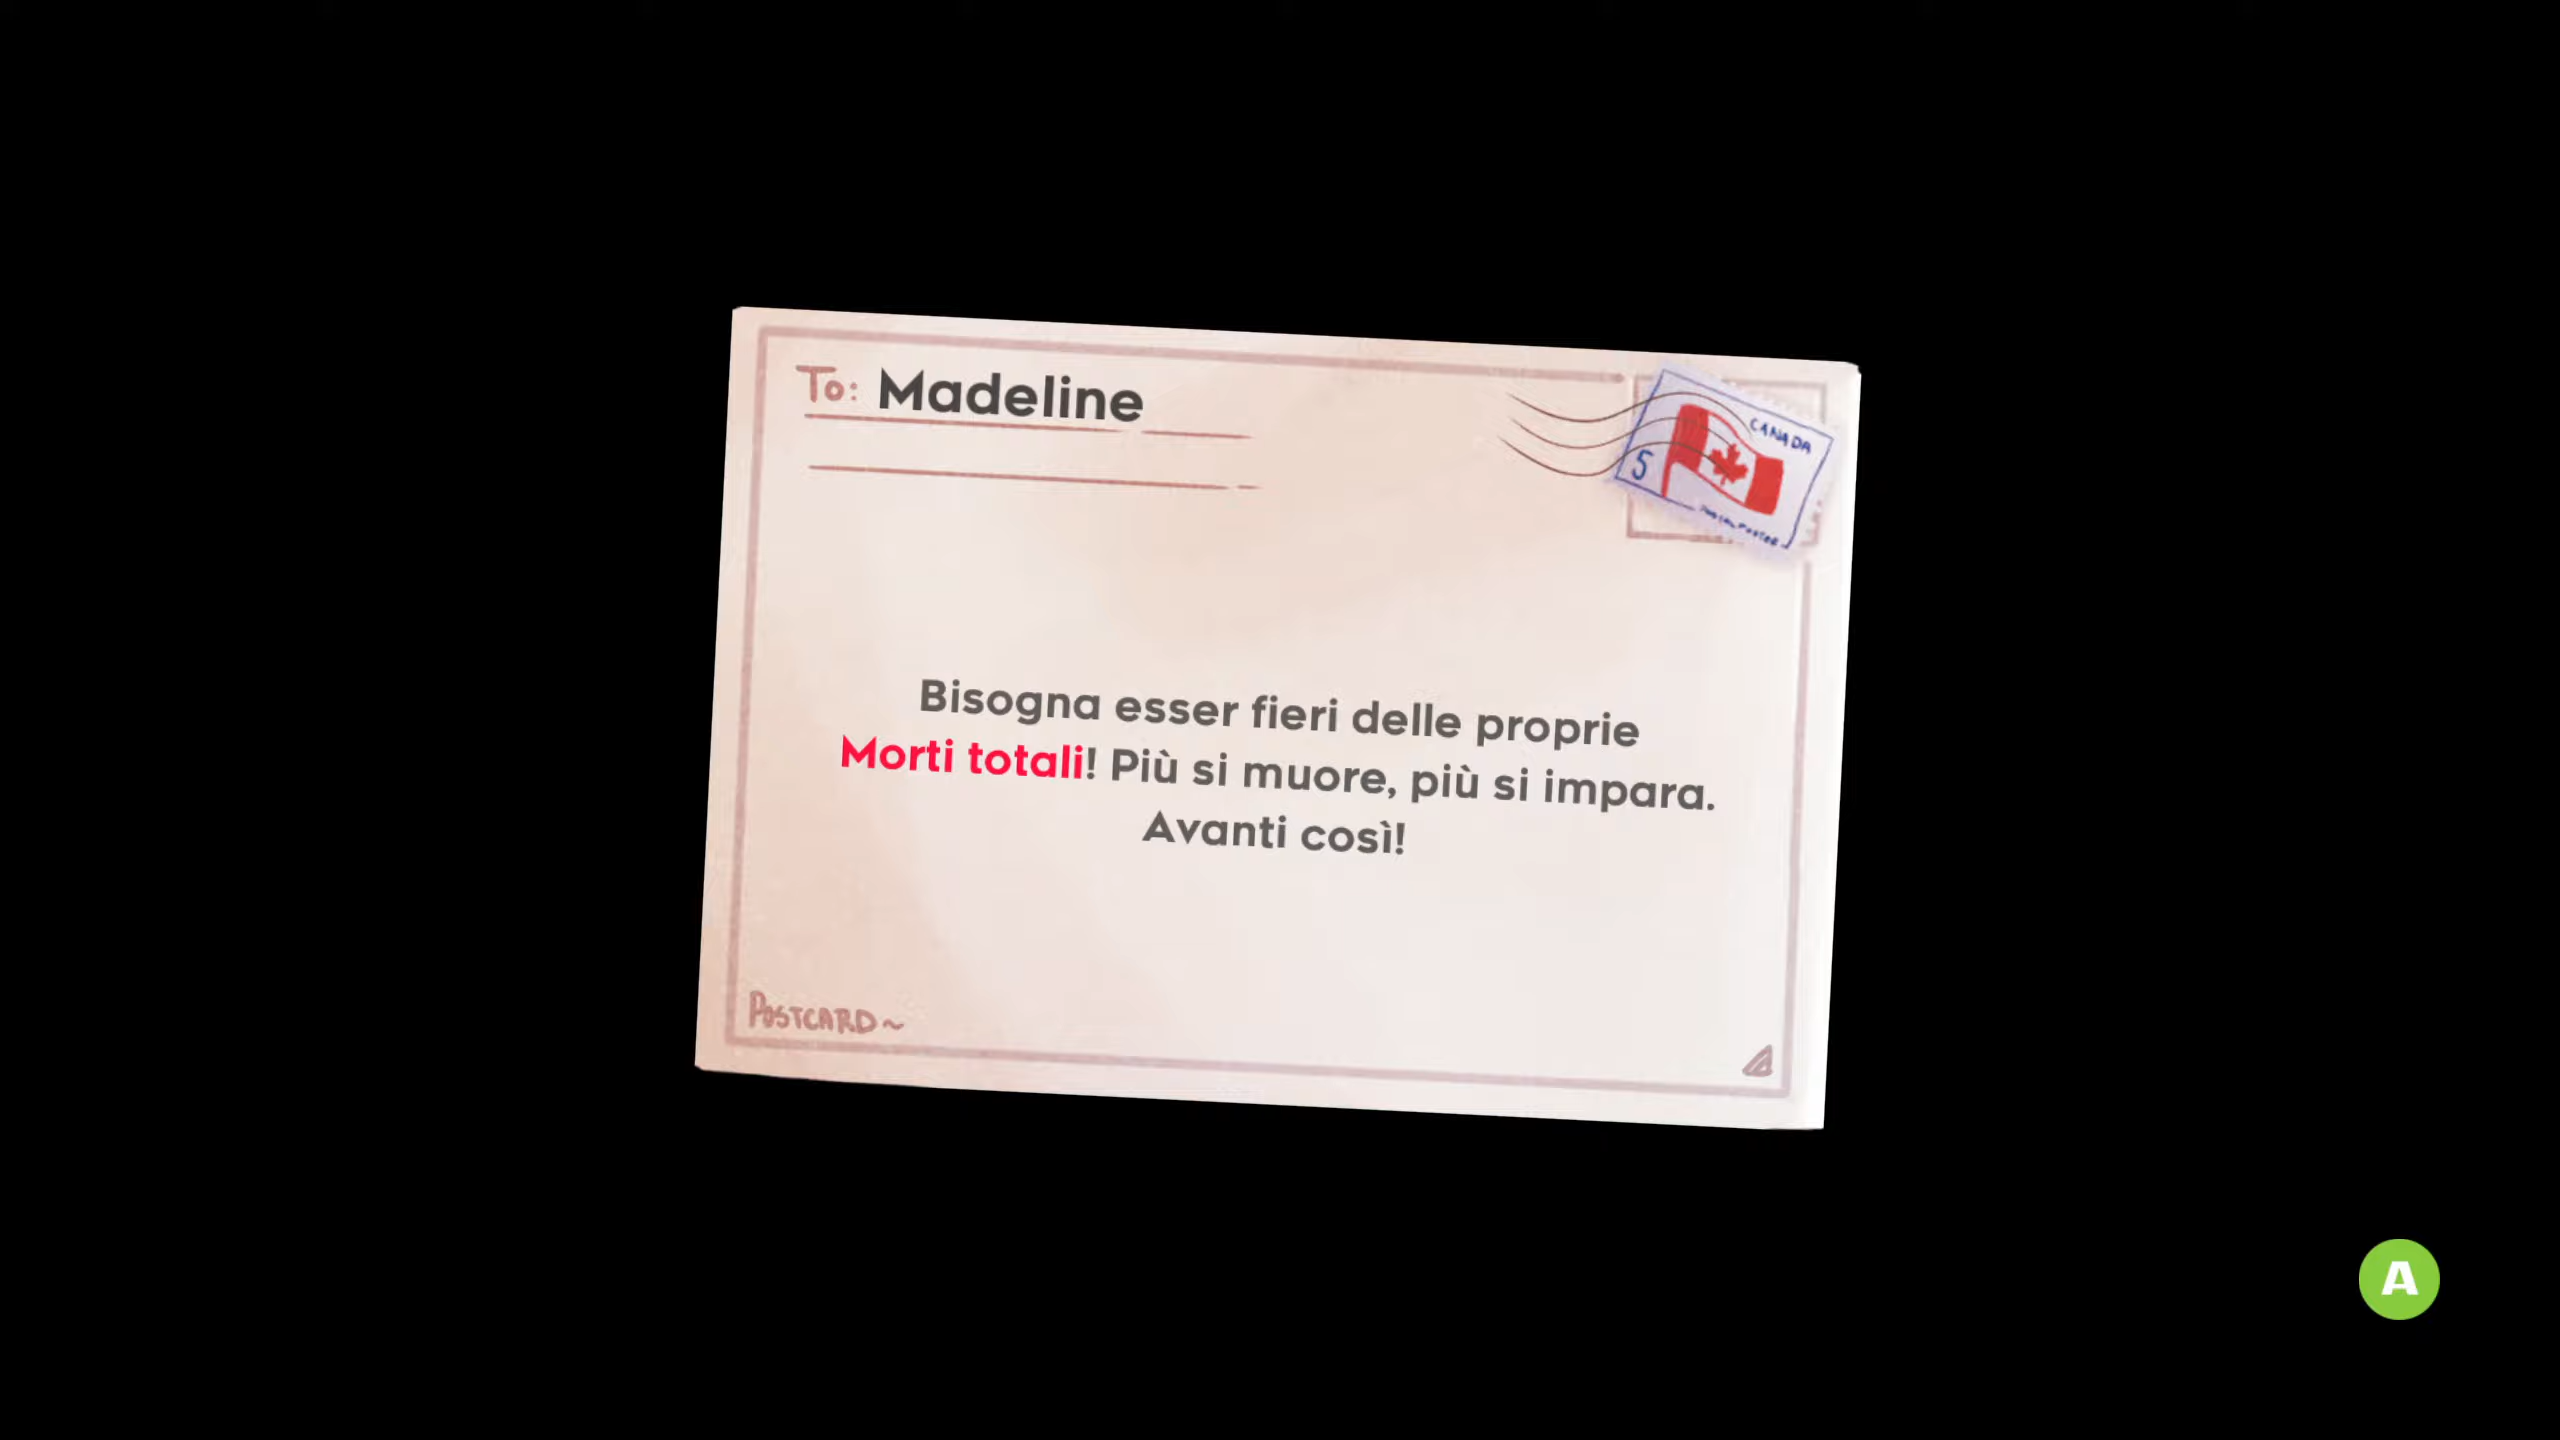 To: Madeline
CANADA
5
Bisogna esser fieri delle proprie
Morti totali! Più si muore, più si impara.
Avanti così!
POSTCARD~
A